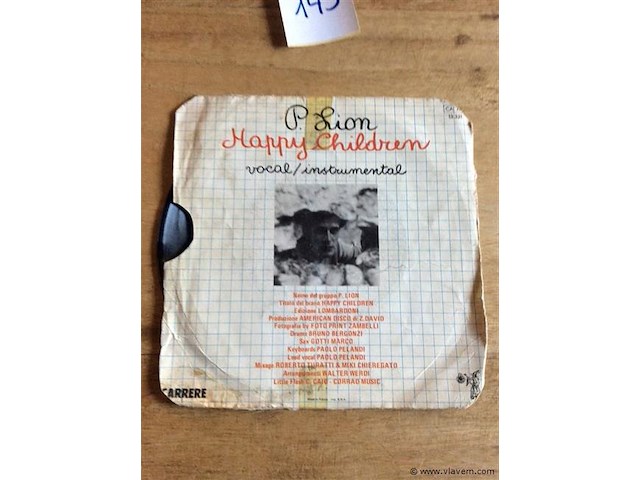 145
P. Lion
Happy Children
vocal/instrumental
Nome del gruppo P. LION
Titolo del brano HAPPY CHILDREN
Edizione LOMBARDONI
Produzione AMERICAN DISCO di Z. DAVID
Fotografia by FOTO PRINT ZAMBELLI
Drums BRUNO BERGONZI
Sax GOTTI MARCO
Keyboards PAOLO PELANDI
Lead vocal PAOLO PELANDI
Mixage ROBERTO TURATTI & MIKI CHIEREGATO
Arrangiamenti WALTER VERDI
CARRERE
© www.vlavem.com